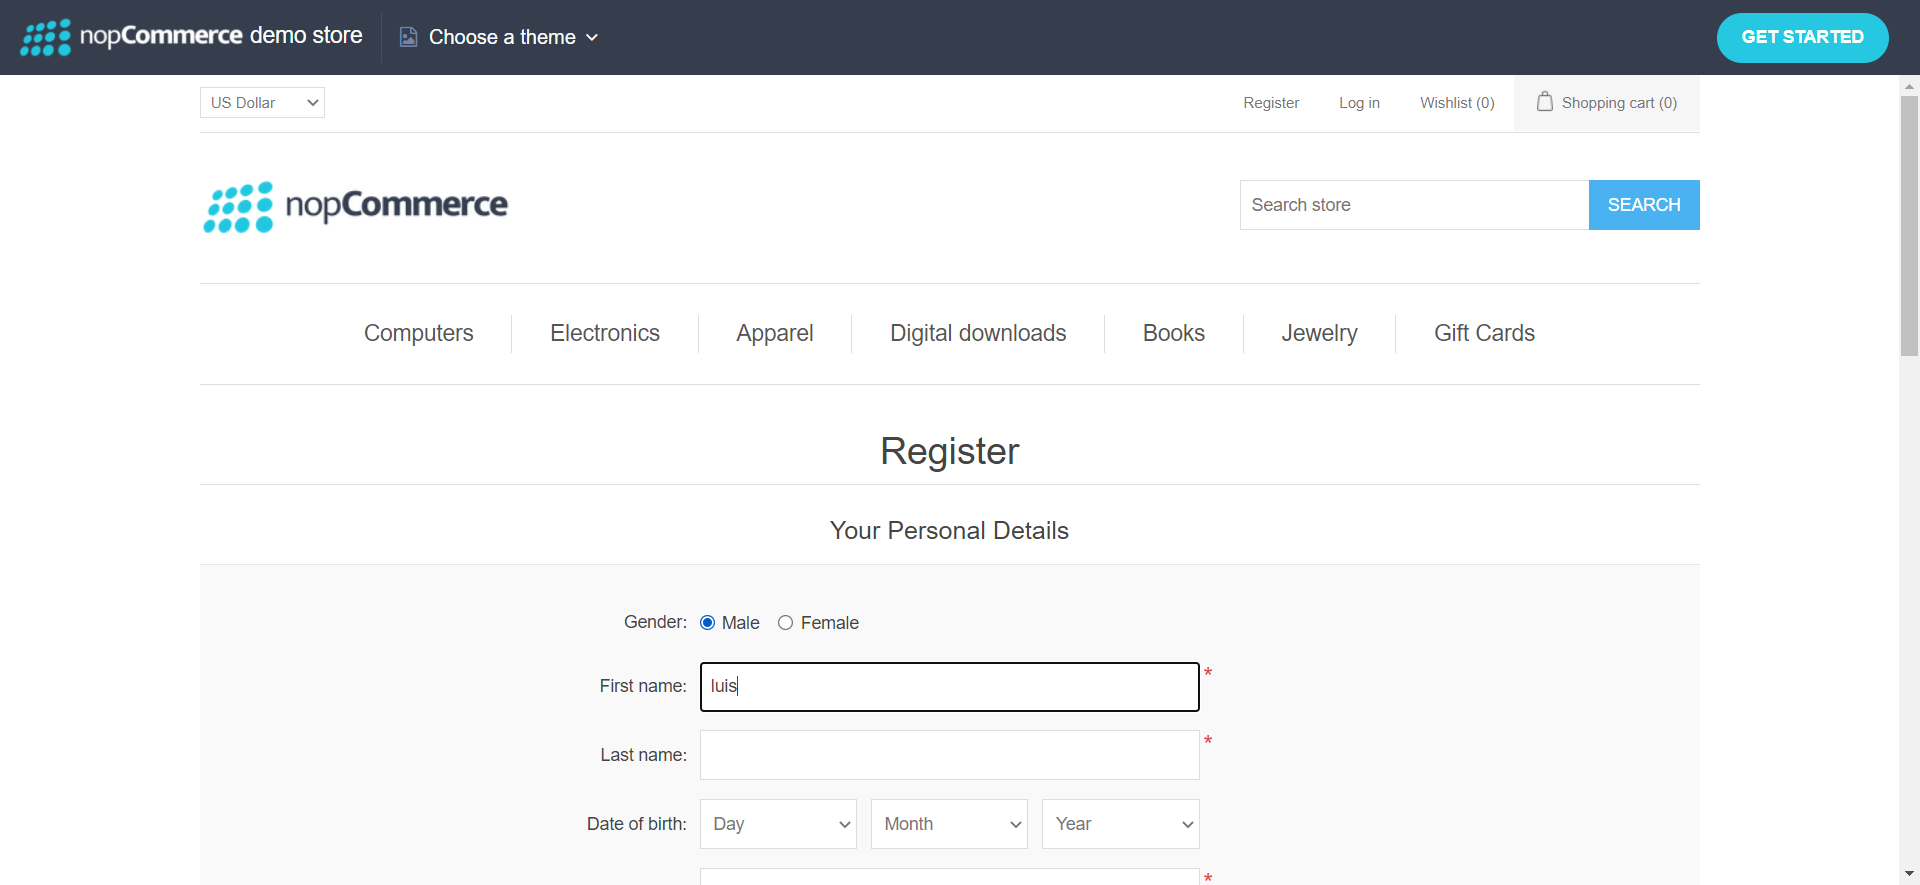 nopCommerce demo store
Choose a theme
GET STARTED
US Dollar
Register
Log in
Wishlist (0)
Shopping cart (0)
nopCommerce
Search store
SEARCH
Computers
Electronics
Apparel
Digital downloads
Books
Jewelry
Gift Cards
Register
Your Personal Details
Gender: Male Female
First name: luis *
Last name: *
Date of birth: Day Month Year
*